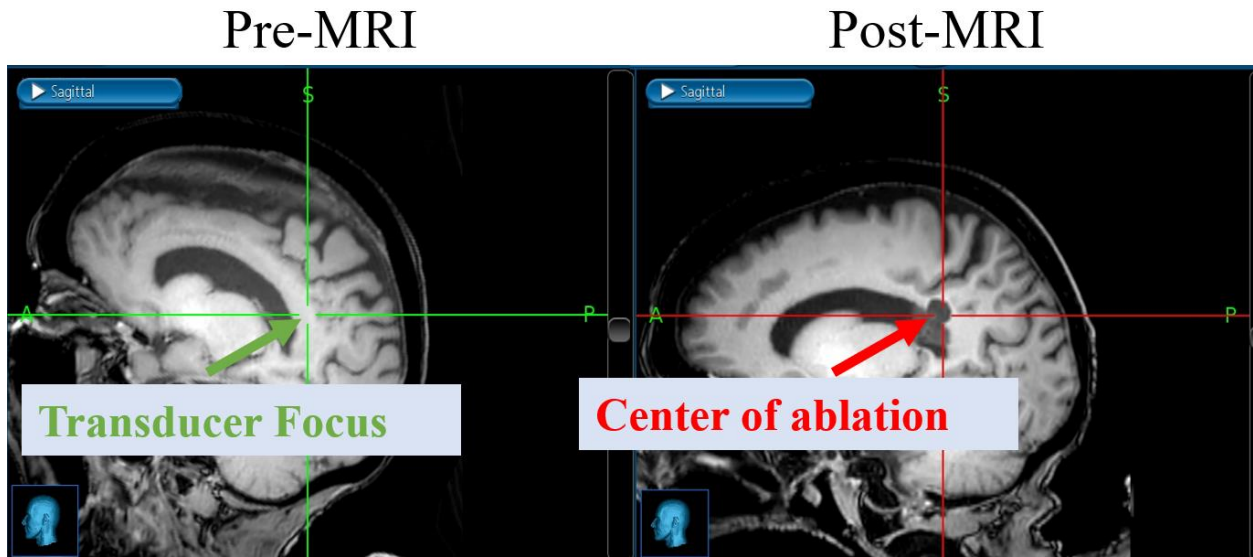 Pre-MRI
Post-MRI
Sagittal
S
A
P
Transducer Focus
Sagittal
S
A
P
Center of ablation